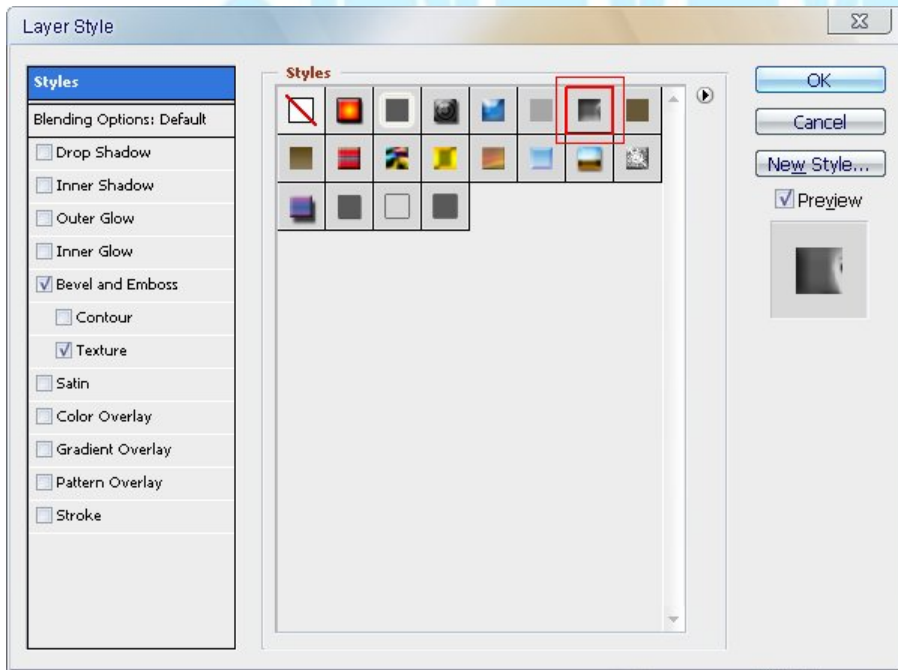 Layer Style
Styles
Blending Options: Default
Drop Shadow
Inner Shadow
Outer Glow
Inner Glow
Bevel and Emboss
Contour
Texture
Satin
Color Overlay
Gradient Overlay
Pattern Overlay
Stroke
Styles
OK
Cancel
New Style...
Preview